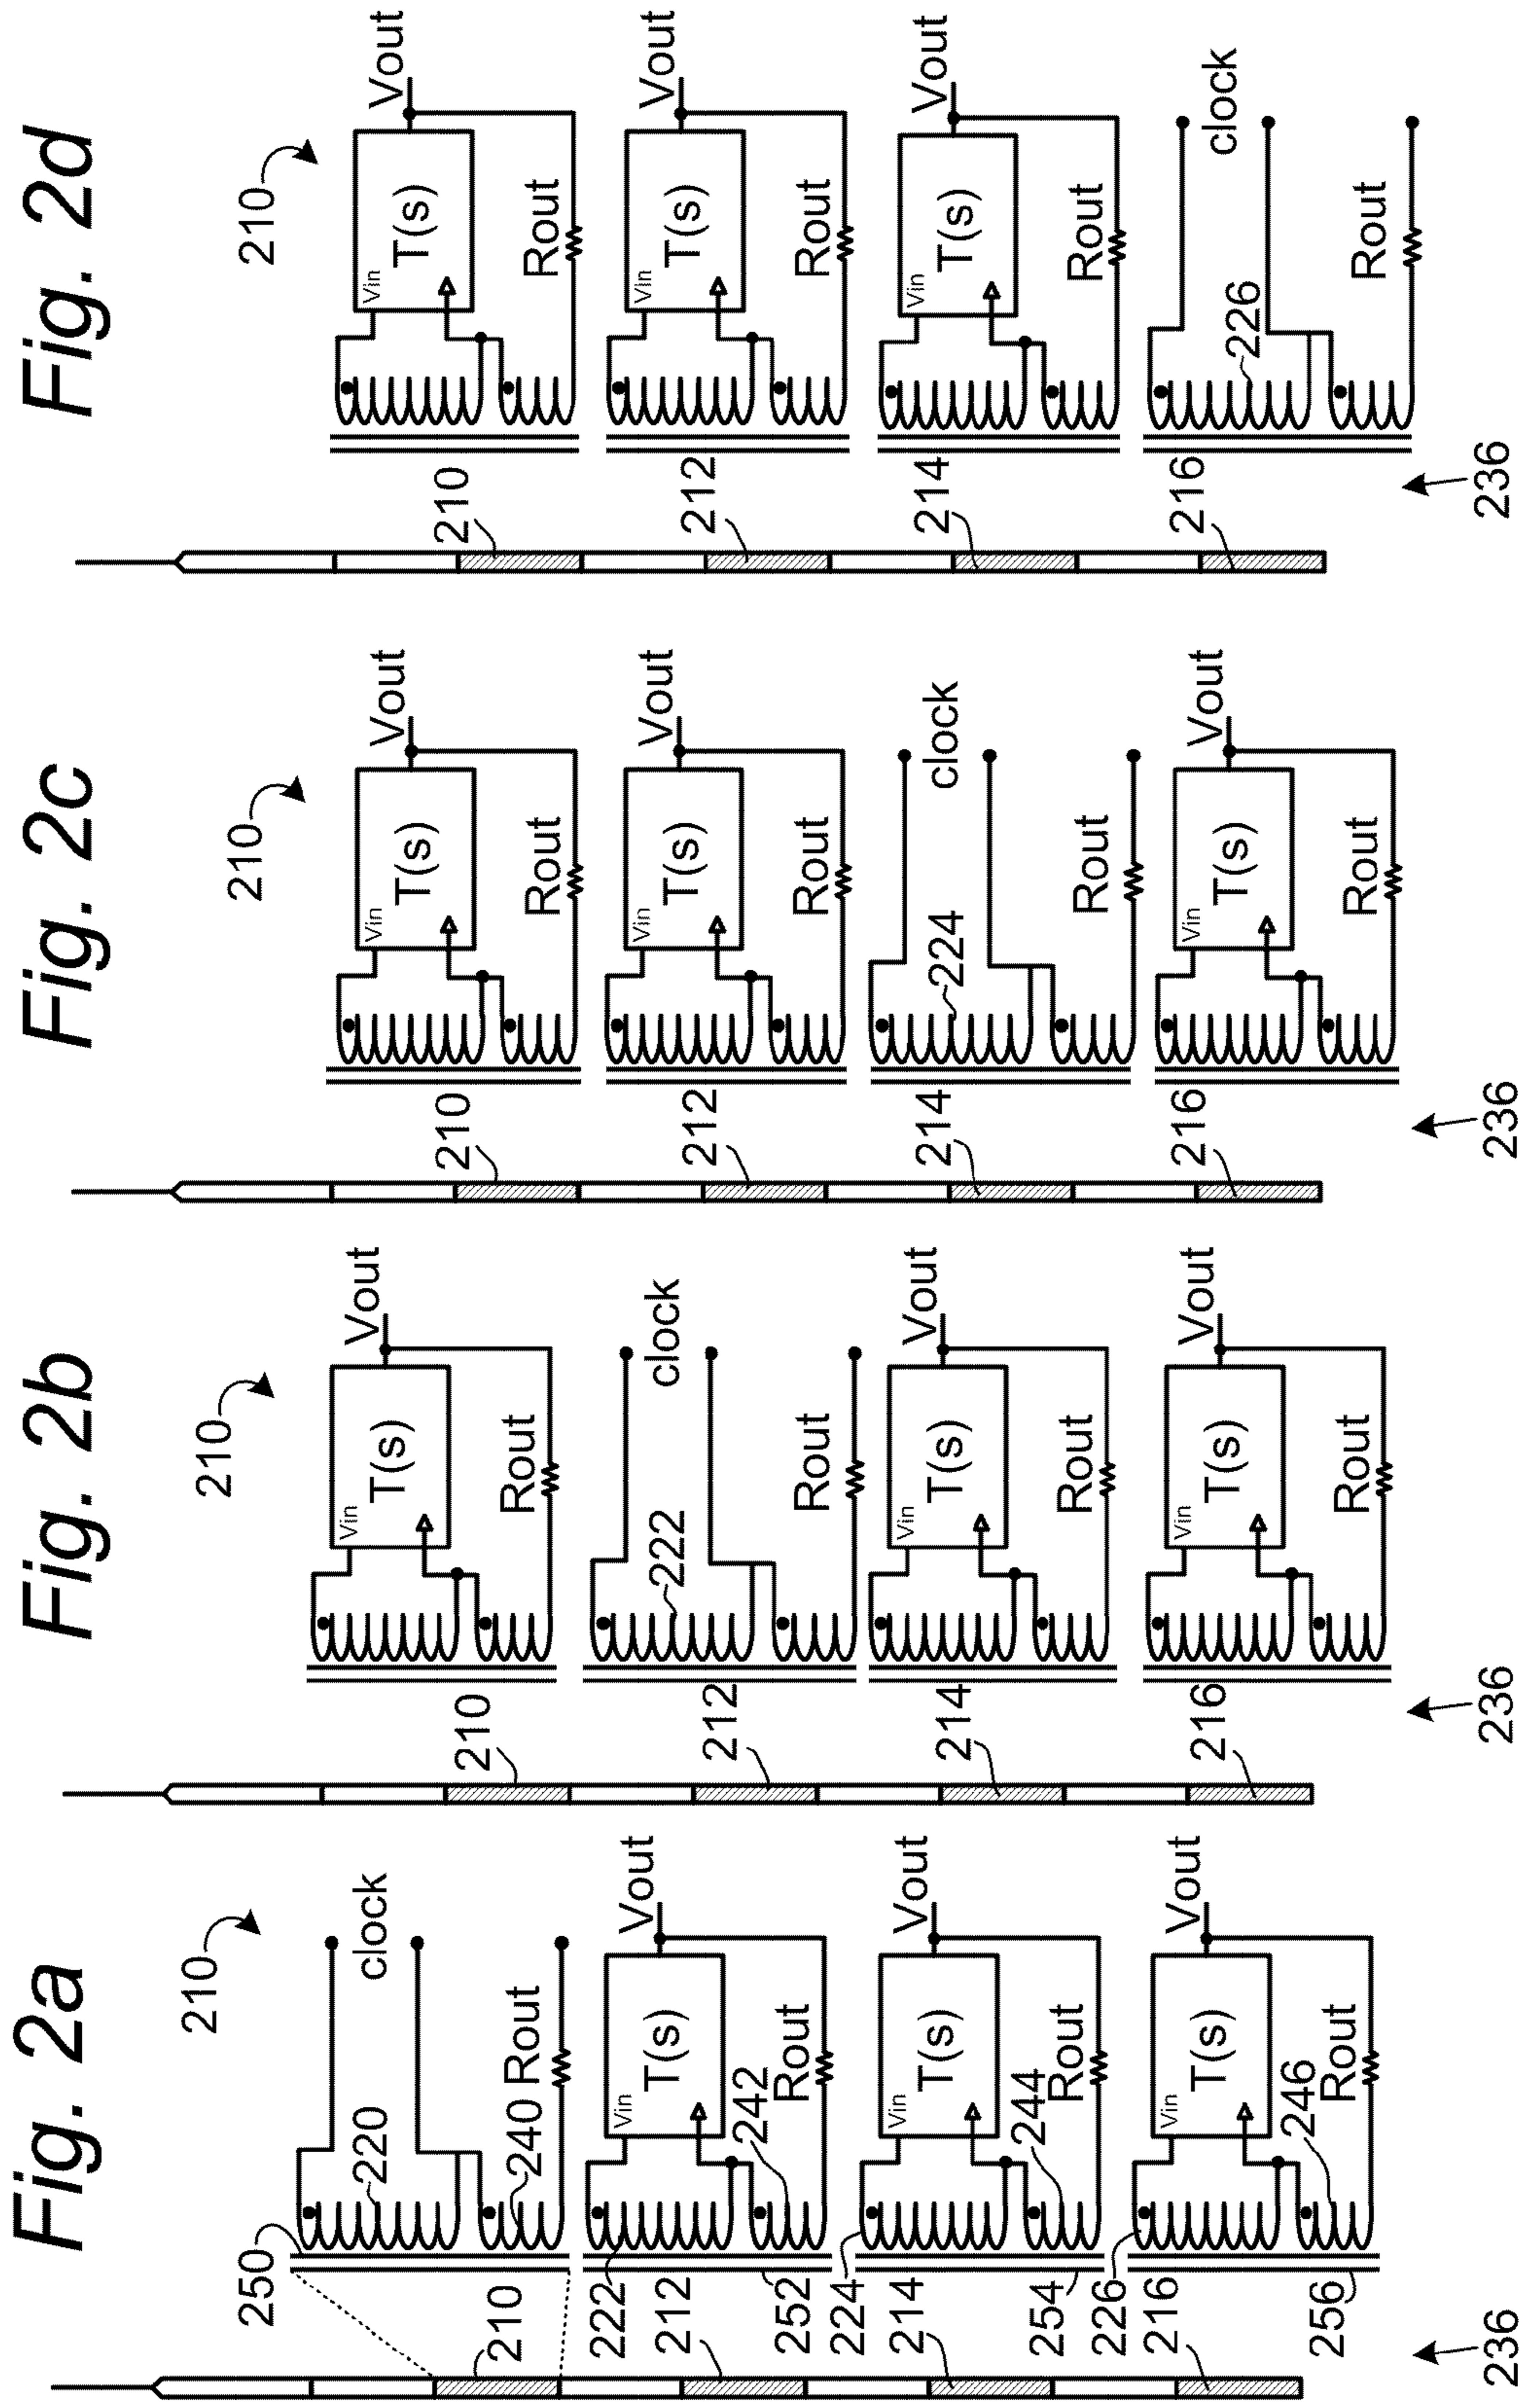 Fig. 2a
210
250
220
clock
240
Rout
210
222
212
Vin
T(s)
Vout
242
Rout
252
224
214
Vin
T(s)
Vout
244
Rout
254
226
216
Vin
T(s)
Vout
246
Rout
256
236
Fig. 2b
210
Vin
T(s)
Vout
Rout
210
222
clock
Rout
212
Vin
T(s)
Vout
Rout
214
Vin
T(s)
Vout
Rout
216
236
Fig. 2c
210
Vin
T(s)
Vout
Rout
210
Vin
T(s)
Vout
Rout
212
224
clock
Rout
214
Vin
T(s)
Vout
Rout
216
236
Fig. 2d
210
Vin
T(s)
Vout
Rout
210
Vin
T(s)
Vout
Rout
212
Vin
T(s)
Vout
Rout
214
226
clock
Rout
216
236